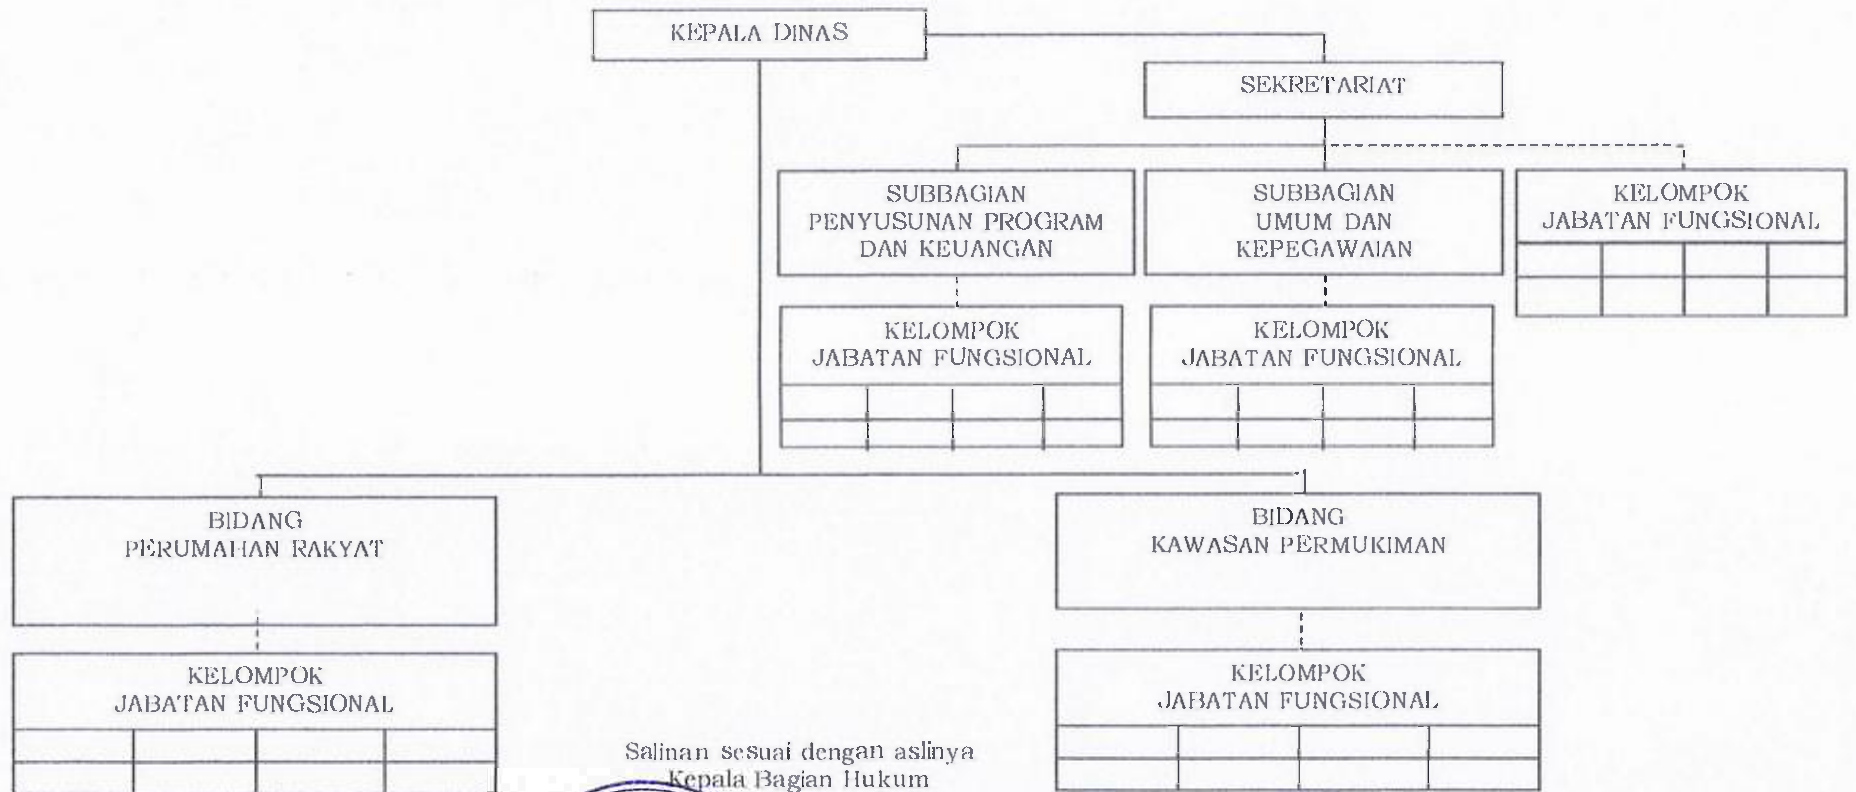 KEPALA DINAS
SEKRETARIAT
SUBBAGIAN
PENYUSUNAN PROGRAM
DAN KEUANGAN
SUBBAGIAN
UMUM DAN
KEPEGAWAIAN
KELOMPOK
JABATAN FUNGSIONAL
KELOMPOK
JABATAN FUNGSIONAL
KELOMPOK
JABATAN FUNGSIONAL
BIDANG
PERUMAHAN RAKYAT
BIDANG
KAWASAN PERMUKIMAN
KELOMPOK
JABATAN FUNGSIONAL
KELOMPOK
JABATAN FUNGSIONAL
Salinan sesuai dengan aslinya
Kepala Bagian Hukum